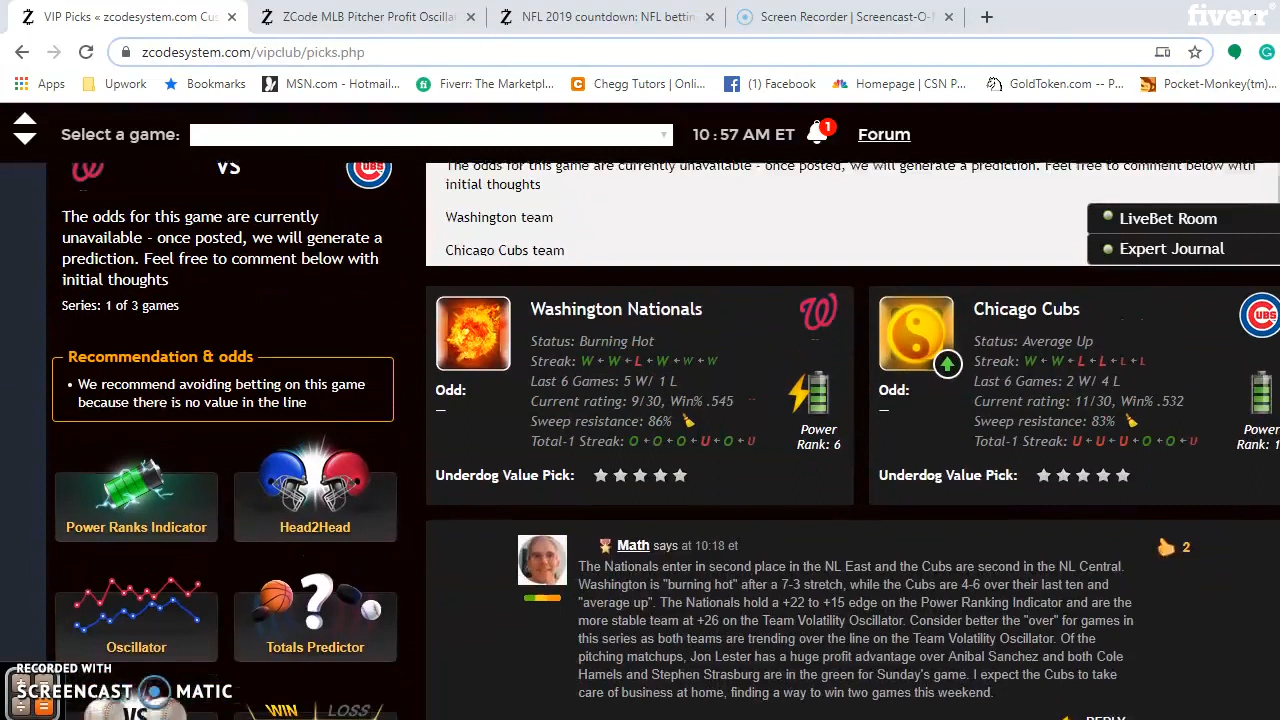 VIP Picks « zcodesystem.com Cus
ZCode MLB Pitcher Profit Oscillat
NFL 2019 countdown: NFL bettin
Screen Recorder | Screencast-O-M
fiverr
zcodesystem.com/vipclub/picks.php
Apps
Upwork
Bookmarks
MSN.com - Hotmail...
Fiverr: The Marketpl...
Chegg Tutors | Onli...
(1) Facebook
Homepage | CSN P...
GoldToken.com -- P...
Pocket-Monkey(tm)...
Select a game:
10:57 AM ET
1
Forum
W
VS
CUBS
The odds for this game are currently
unavailable - once posted, we will generate a
prediction. Feel free to comment below with
initial thoughts
Series: 1 of 3 games
Recommendation & odds
• We recommend avoiding betting on this game
because there is no value in the line
Power Ranks Indicator
Head2Head
Oscillator
Totals Predictor
VS
WIN LOSS
RECORDED WITH
SCREENCAST MATIC
The odds for this game are currently unavailable - once posted, we will generate a prediction. Feel free to comment below with
initial thoughts
Washington team
Chicago Cubs team
LiveBet Room
Expert Journal
Washington Nationals
W
Status: Burning Hot
Streak: W - W - L - W - W - W
Odd:
—
Last 6 Games: 5 W/ 1 L
Current rating: 9/30, Win% .545
Sweep resistance: 86%
Total-1 Streak: O - O - O - U - O - U
Power
Rank: 6
Underdog Value Pick:
Chicago Cubs
CUBS
Status: Average Up
Streak: W - W - L - L - L - L
Odd:
—
Last 6 Games: 2 W/ 4 L
Current rating: 11/30, Win% .532
Sweep resistance: 83%
Total-1 Streak: U - U - U - O - O - U
Power
Rank: 1
Underdog Value Pick:
Math says at 10:18 et
2
The Nationals enter in second place in the NL East and the Cubs are second in the NL Central.
Washington is "burning hot" after a 7-3 stretch, while the Cubs are 4-6 over their last ten and
"average up". The Nationals hold a +22 to +15 edge on the Power Ranking Indicator and are the
more stable team at +26 on the Team Volatility Oscillator. Consider better the "over" for games in
this series as both teams are trending over the line on the Team Volatility Oscillator. Of the
pitching matchups, Jon Lester has a huge profit advantage over Anibal Sanchez and both Cole
Hamels and Stephen Strasburg are in the green for Sunday's game. I expect the Cubs to take
care of business at home, finding a way to win two games this weekend.
REPLY